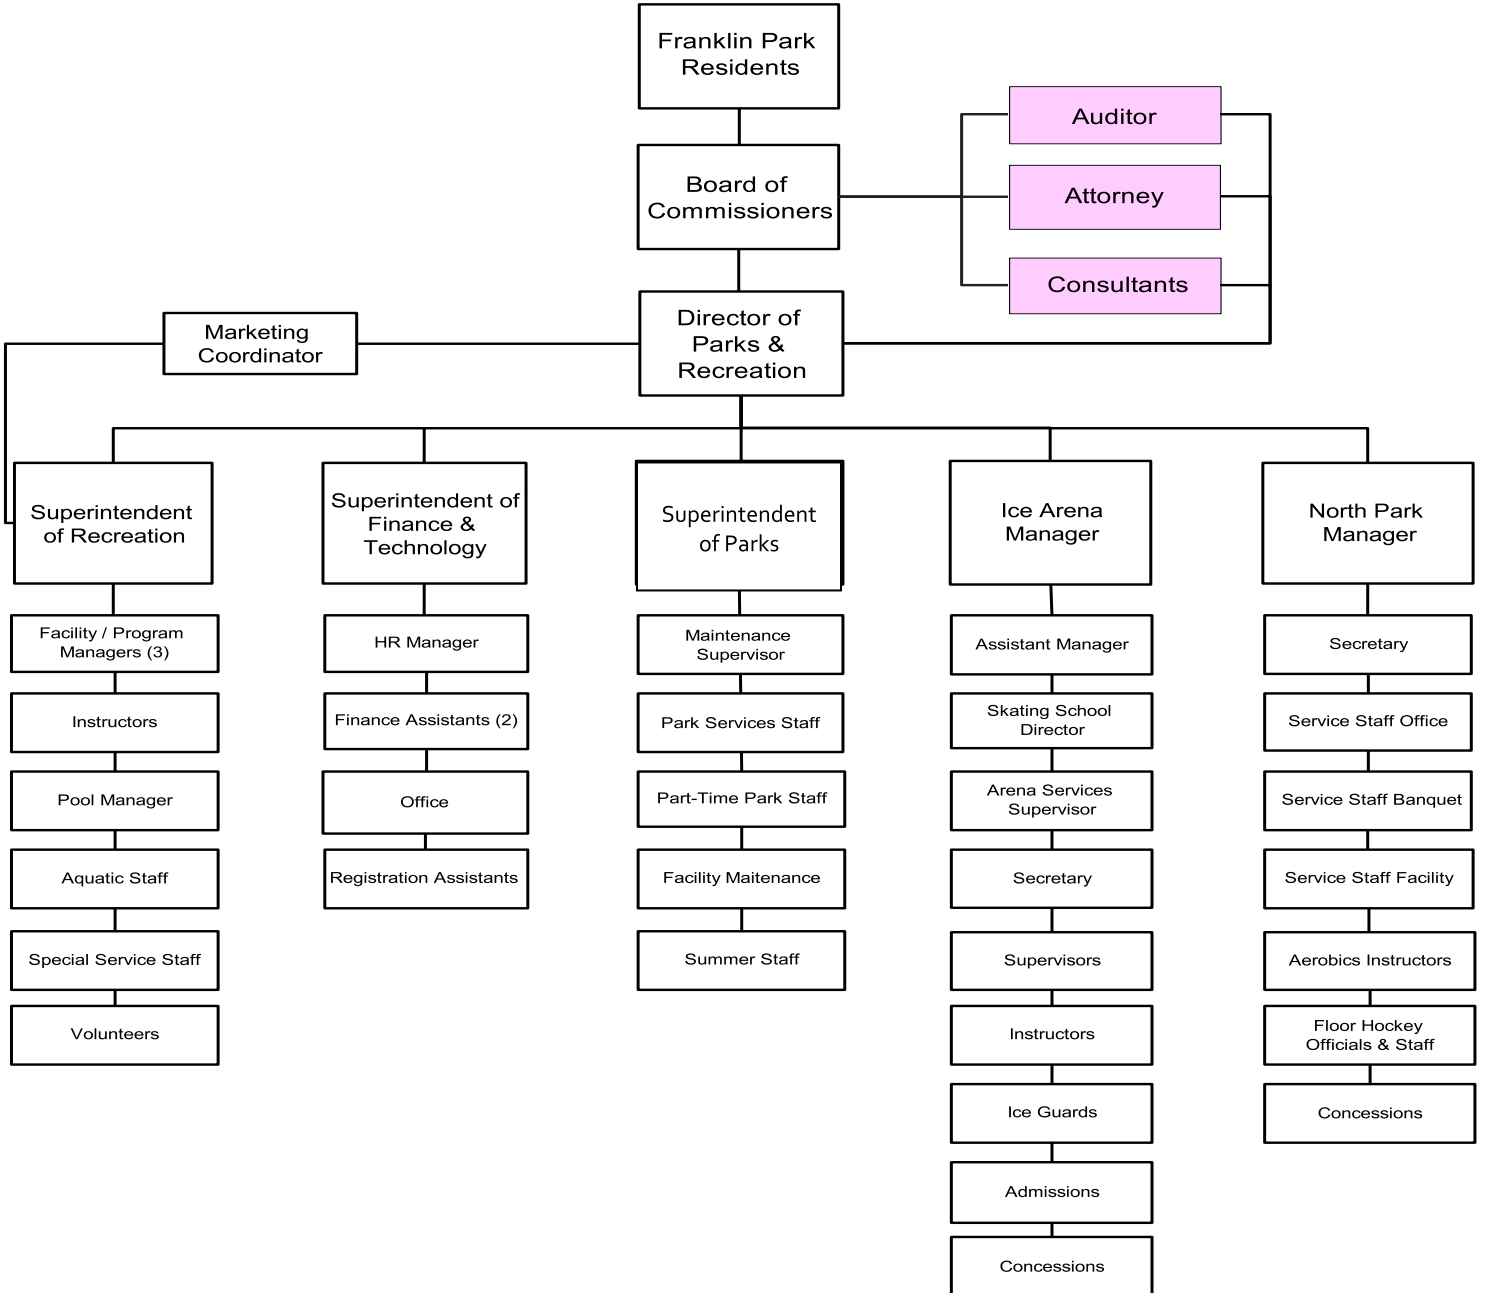 Franklin Park
Residents
Auditor
Board of
Commissioners
Attorney
Consultants
Director of
Parks &
Recreation
Marketing
Coordinator
Superintendent
of Recreation
Superintendent of
Finance &
Technology
Superintendent
of Parks
Ice Arena
Manager
North Park
Manager
Facility / Program
Managers (3)
Instructors
Pool Manager
Aquatic Staff
Special Service Staff
Volunteers
HR Manager
Finance Assistants (2)
Office
Registration Assistants
Maintenance
Supervisor
Park Services Staff
Part-Time Park Staff
Facility Maitenance
Summer Staff
Assistant Manager
Skating School
Director
Arena Services
Supervisor
Secretary
Supervisors
Instructors
Ice Guards
Admissions
Concessions
Secretary
Service Staff Office
Service Staff Banquet
Service Staff Facility
Aerobics Instructors
Floor Hockey
Officials & Staff
Concessions